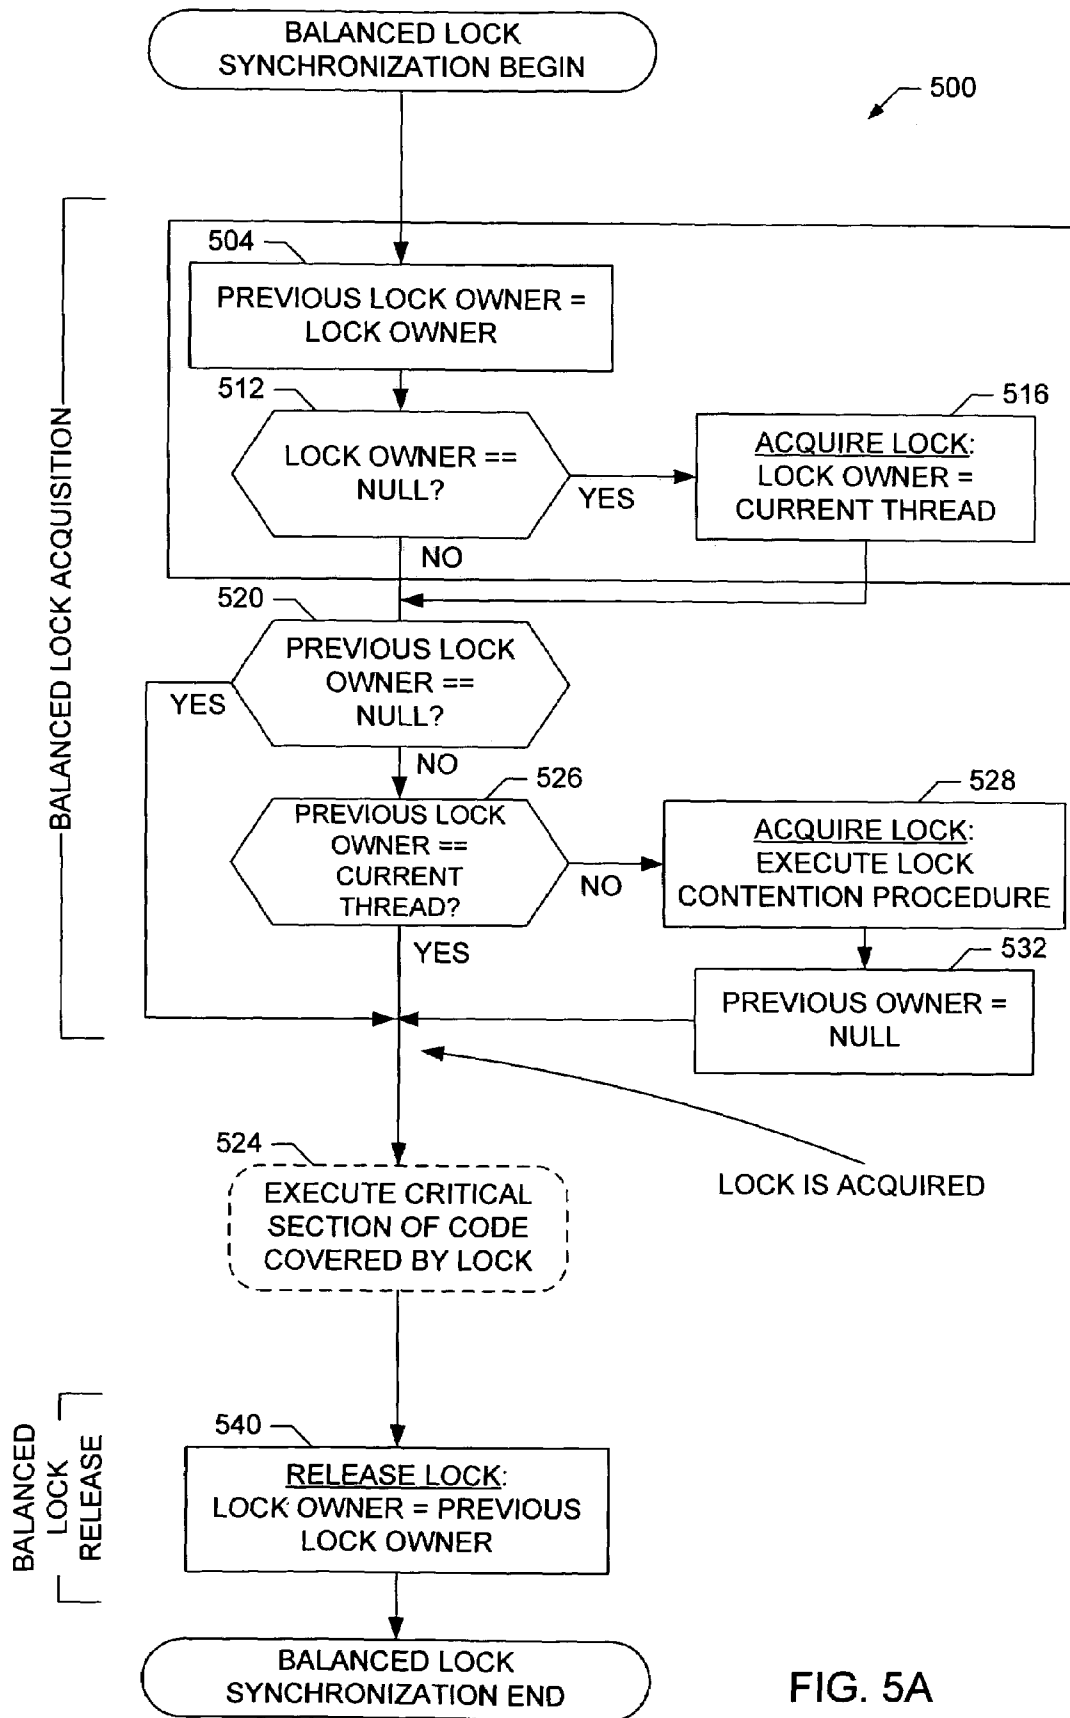 BALANCED LOCK
SYNCHRONIZATION BEGIN
500
BALANCED LOCK ACQUISITION
504
PREVIOUS LOCK OWNER =
LOCK OWNER
512
LOCK OWNER ==
NULL?
YES
NO
516
ACQUIRE LOCK:
LOCK OWNER =
CURRENT THREAD
520
PREVIOUS LOCK
OWNER ==
NULL?
YES
NO
526
PREVIOUS LOCK
OWNER ==
CURRENT
THREAD?
NO
YES
528
ACQUIRE LOCK:
EXECUTE LOCK
CONTENTION PROCEDURE
532
PREVIOUS OWNER =
NULL
LOCK IS ACQUIRED
524
EXECUTE CRITICAL
SECTION OF CODE
COVERED BY LOCK
BALANCED
LOCK
RELEASE
540
RELEASE LOCK:
LOCK OWNER = PREVIOUS
LOCK OWNER
BALANCED LOCK
SYNCHRONIZATION END
FIG. 5A